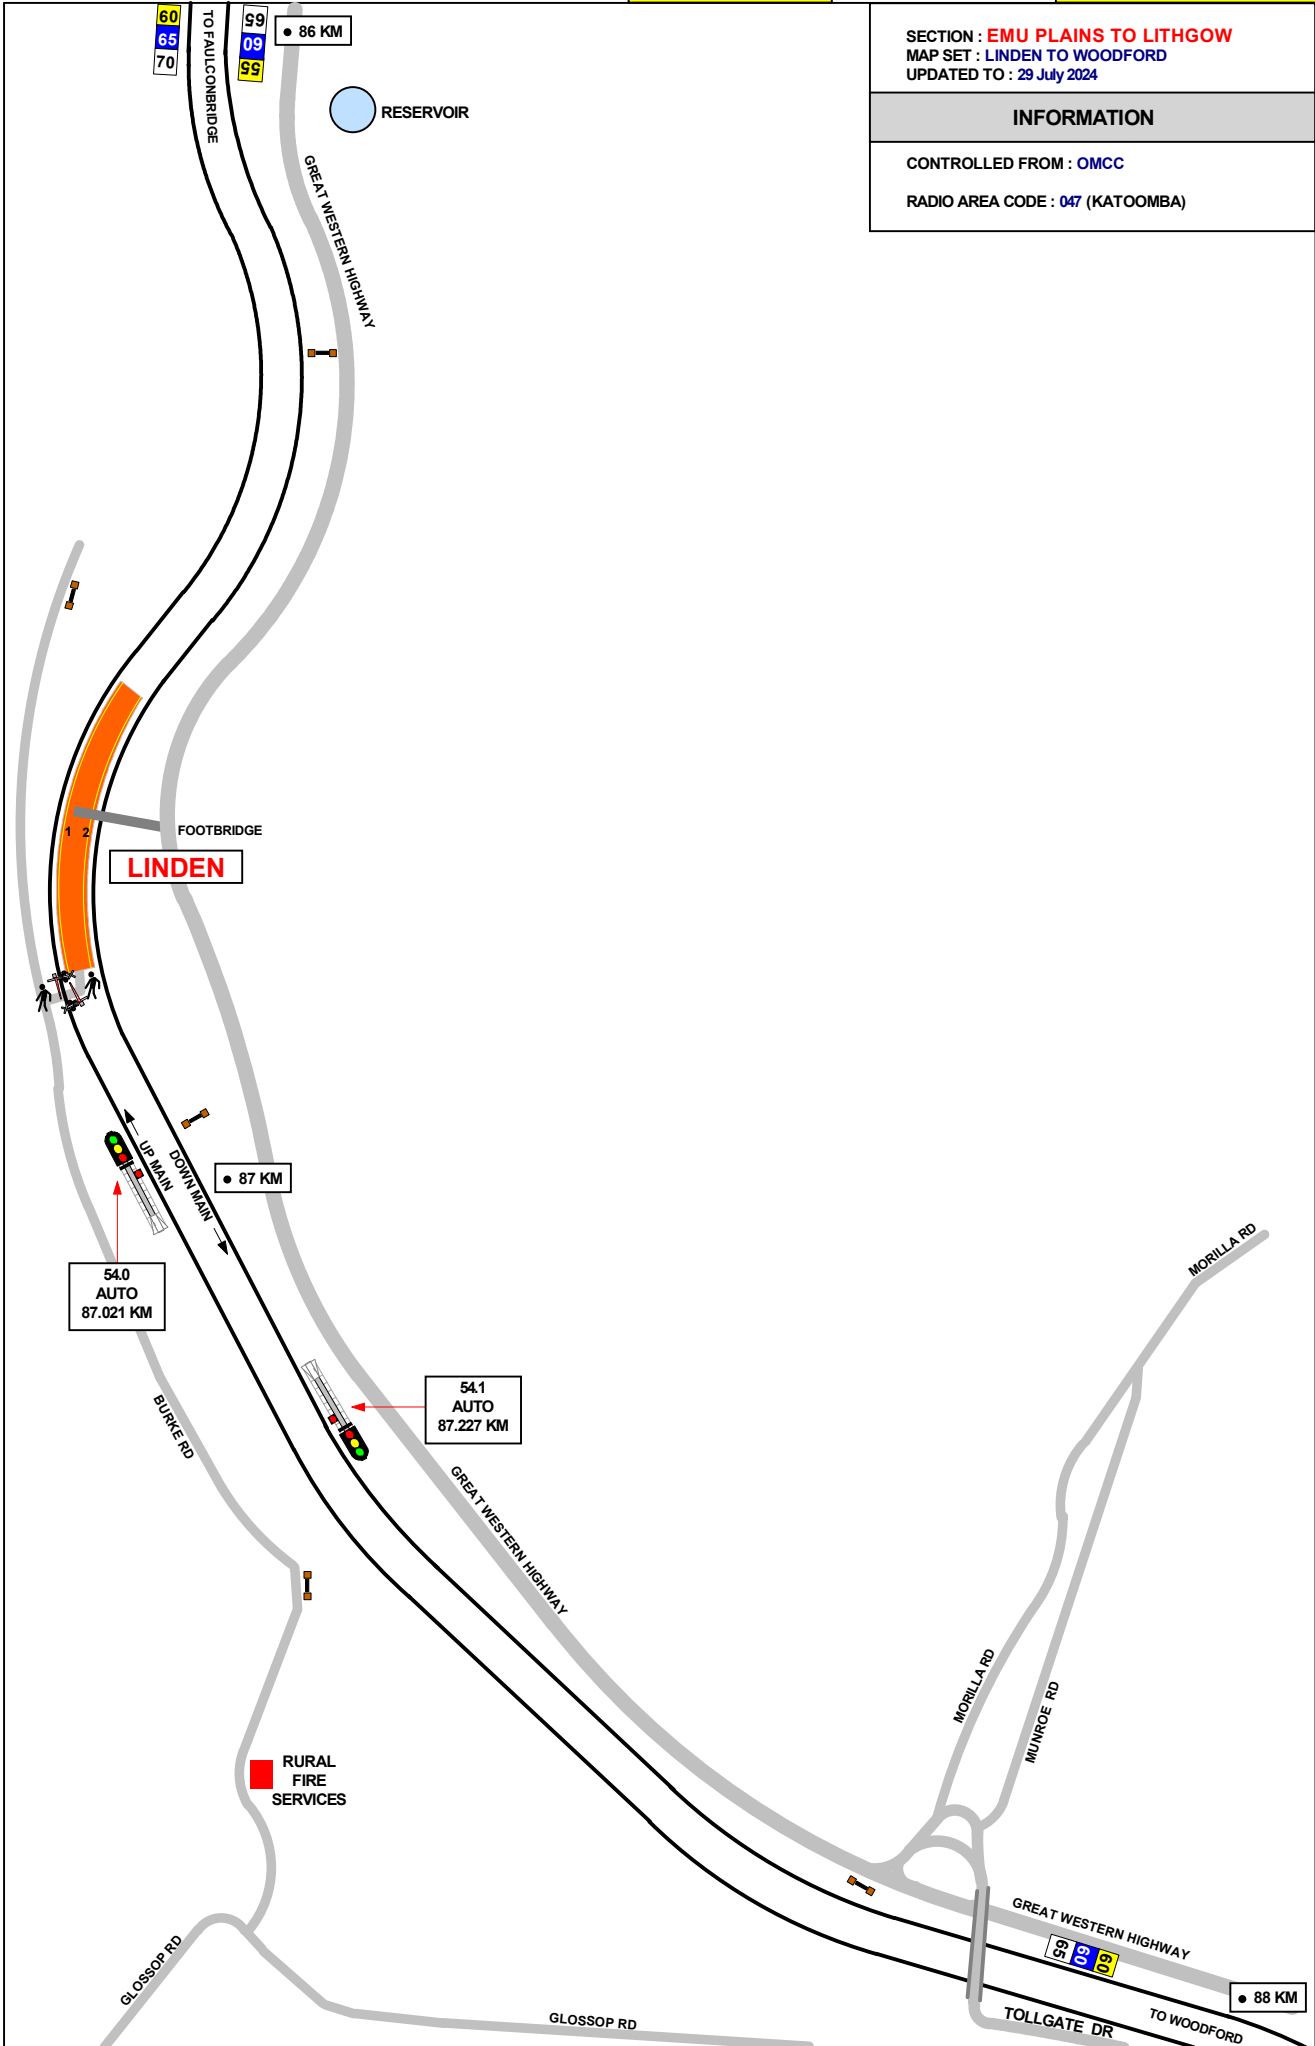 60
65
70
TO FAULCONBRIDGE
65
60
55
86 KM
RESERVOIR
GREAT WESTERN HIGHWAY
SECTION : EMU PLAINS TO LITHGOW
MAP SET : LINDEN TO WOODFORD
UPDATED TO : 29 July 2024
INFORMATION
CONTROLLED FROM : OMCC
RADIO AREA CODE : 047 (KATOOMBA)
1 2
FOOTBRIDGE
LINDEN
UP MAIN
DOWN MAIN
87 KM
54.0
AUTO
87.021 KM
54.1
AUTO
87.227 KM
BURKE RD
GREAT WESTERN HIGHWAY
MORILLA RD
MORILLA RD
MUNROE RD
RURAL
FIRE
SERVICES
GREAT WESTERN HIGHWAY
65
60
60
88 KM
GLOSSOP RD
GLOSSOP RD
TOLLGATE DR
TO WOODFORD